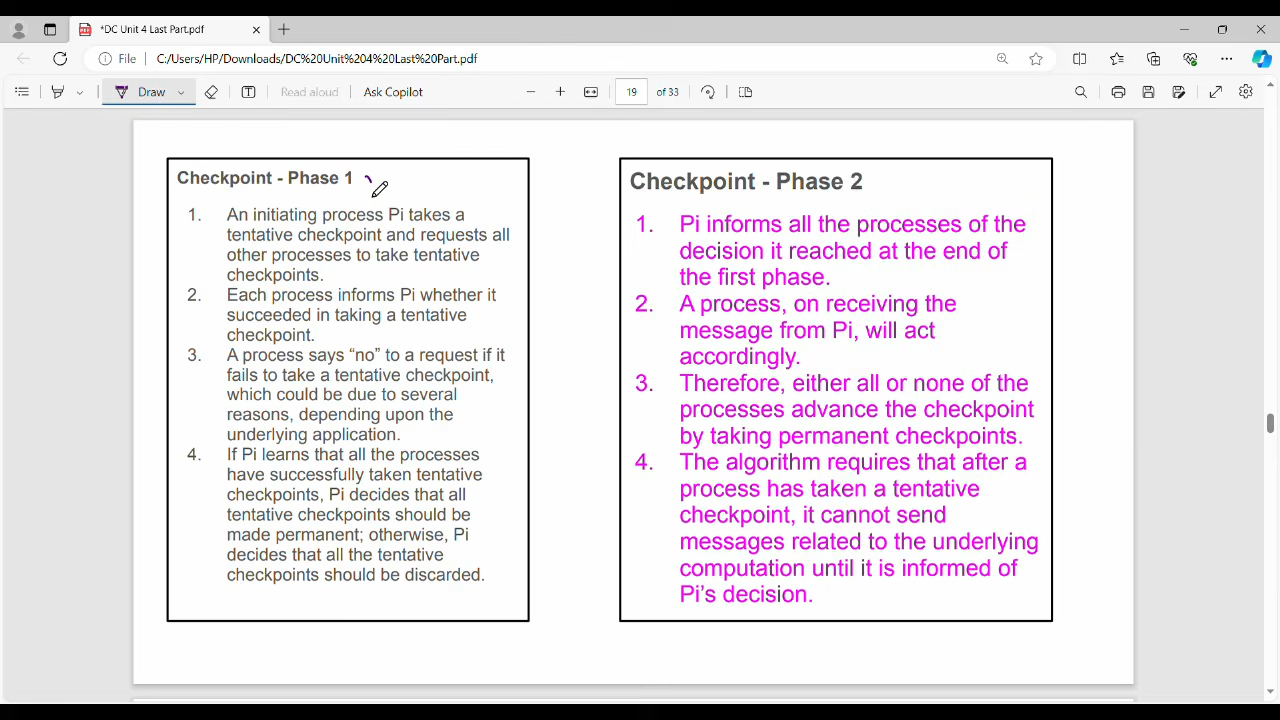 *DC Unit 4 Last Part.pdf
File
C:/Users/HP/Downloads/DC%20Unit%204%20Last%20Part.pdf
Draw
Read aloud
Ask Copilot
19
of 33
Checkpoint - Phase 1
1. An initiating process Pi takes a
tentative checkpoint and requests all
other processes to take tentative
checkpoints.
2. Each process informs Pi whether it
succeeded in taking a tentative
checkpoint.
3. A process says “no” to a request if it
fails to take a tentative checkpoint,
which could be due to several
reasons, depending upon the
underlying application.
4. If Pi learns that all the processes
have successfully taken tentative
checkpoints, Pi decides that all
tentative checkpoints should be
made permanent; otherwise, Pi
decides that all the tentative
checkpoints should be discarded.
Checkpoint - Phase 2
1. Pi informs all the processes of the
decision it reached at the end of
the first phase.
2. A process, on receiving the
message from Pi, will act
accordingly.
3. Therefore, either all or none of the
processes advance the checkpoint
by taking permanent checkpoints.
4. The algorithm requires that after a
process has taken a tentative
checkpoint, it cannot send
messages related to the underlying
computation until it is informed of
Pi’s decision.